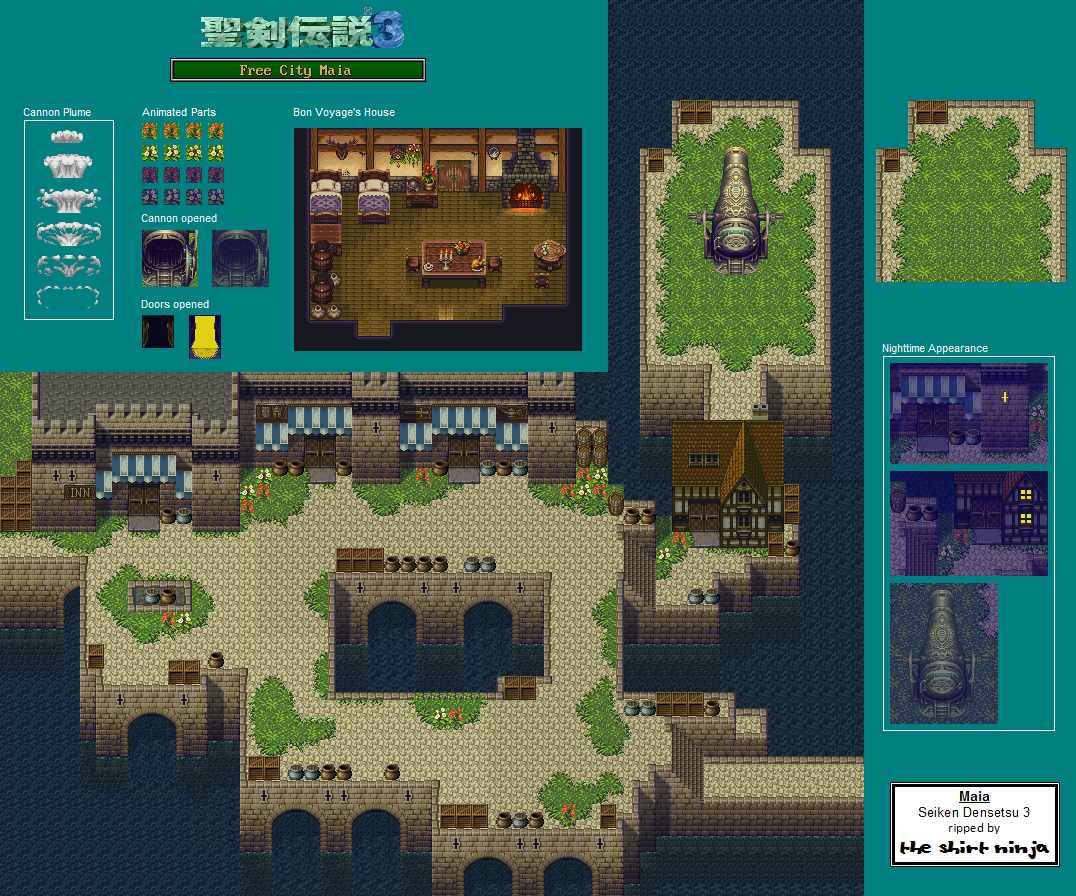 聖剣伝説3
Free City Maia
Cannon Plume
Animated Parts
Bon Voyage's House
Cannon opened
Doors opened
Nighttime Appearance
INN
Maia
Seiken Densetsu 3
ripped by
the shirt ninja